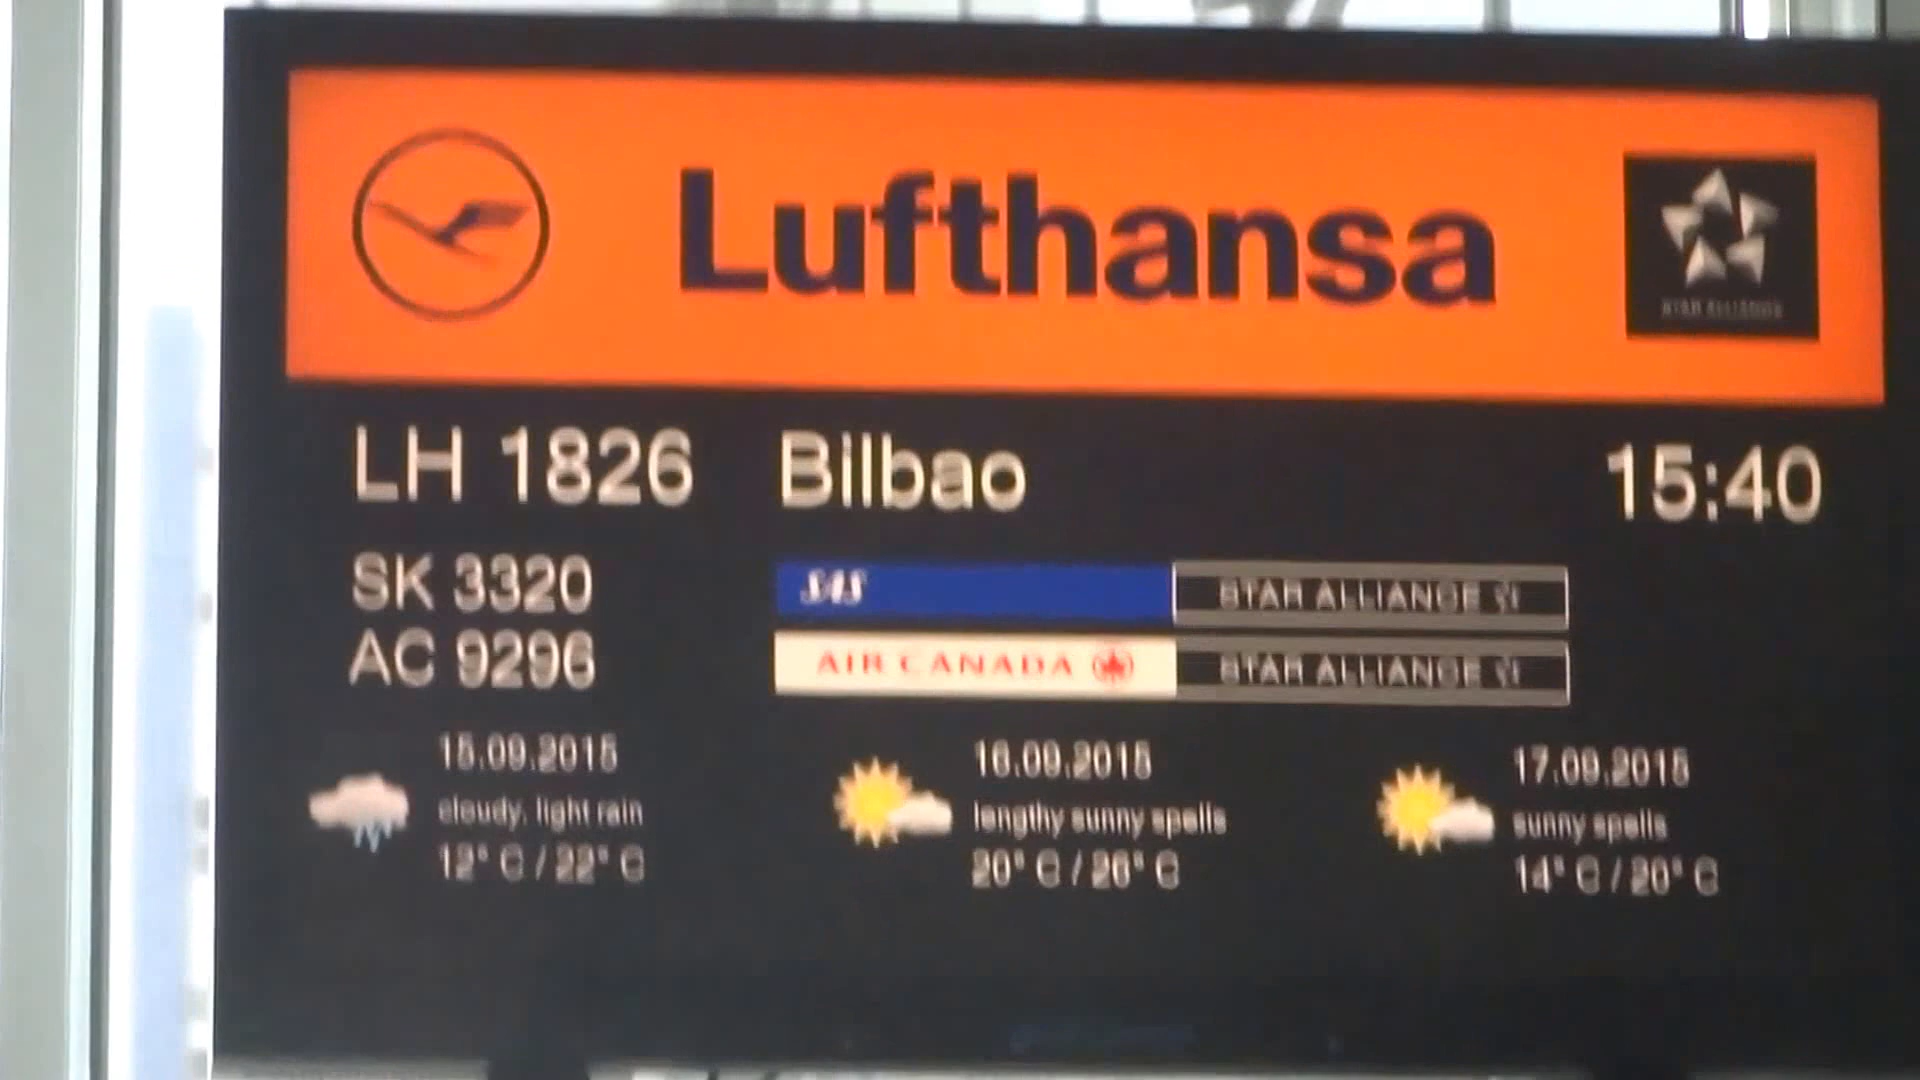 Lufthansa
STAR ALLIANCE
LH 1826 Bilbao 15:40
SK 3320 SAS STAR ALLIANCE
AC 9296 AIR CANADA STAR ALLIANCE
15.09.2015 16.09.2015 17.09.2015
cloudy, light rain lengthy sunny spells sunny spells
12° C / 22° C 20° C / 26° C 14° C / 20° C